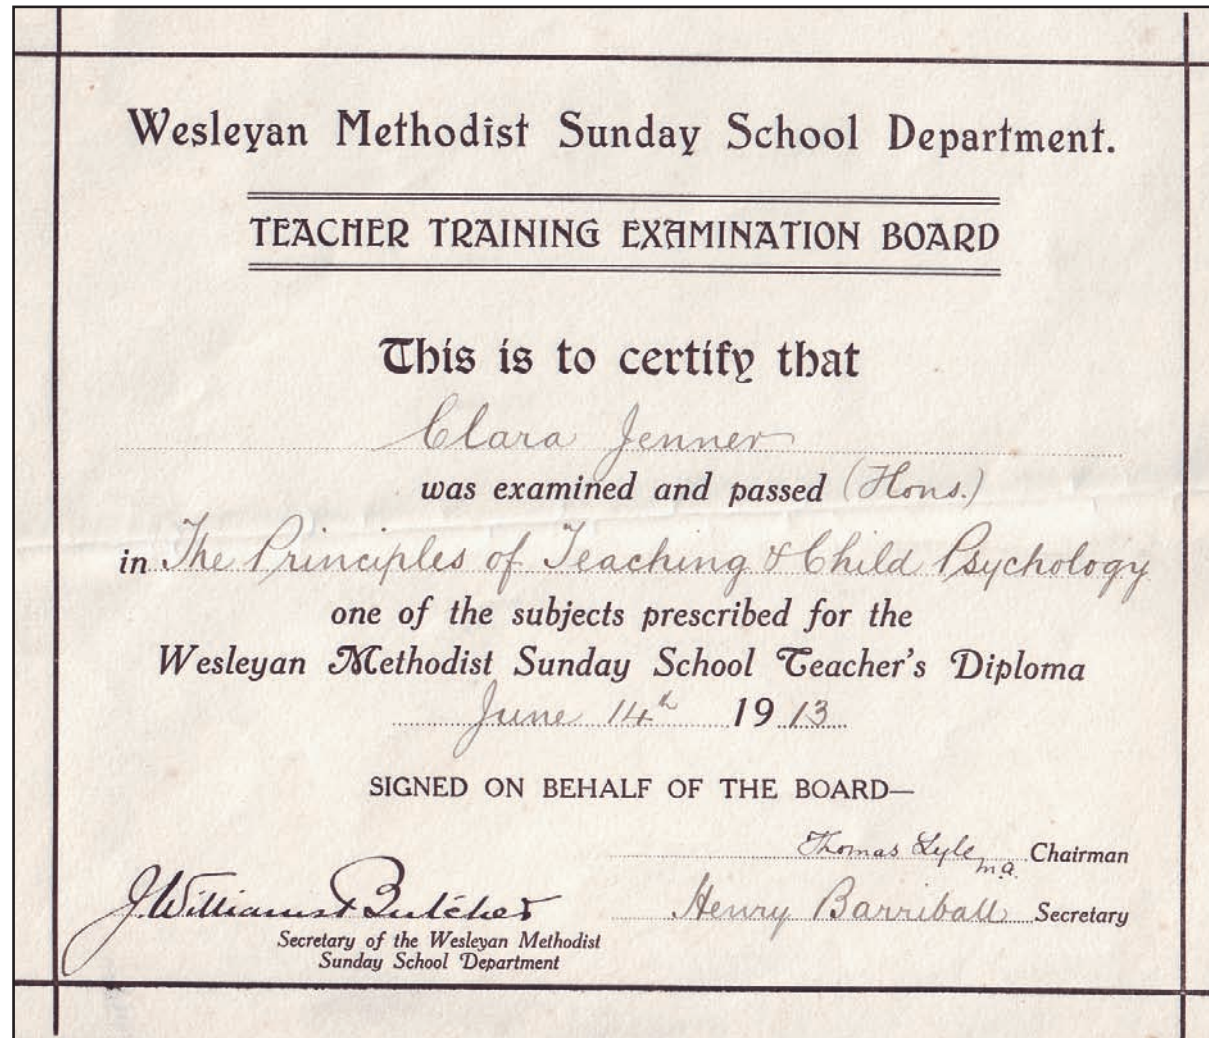 Wesleyan Methodist Sunday School Department.
TEACHER TRAINING EXAMINATION BOARD
This is to certify that
Clara Jenner
was examined and passed (Hons.)
in The Principles of Teaching & Child Psychology
one of the subjects prescribed for the
Wesleyan Methodist Sunday School Teacher's Diploma
June 14th 1913
SIGNED ON BEHALF OF THE BOARD—
Thomas Lyle M.A. Chairman
Henry Barriball Secretary
J. Williams Butcher
Secretary of the Wesleyan Methodist
Sunday School Department